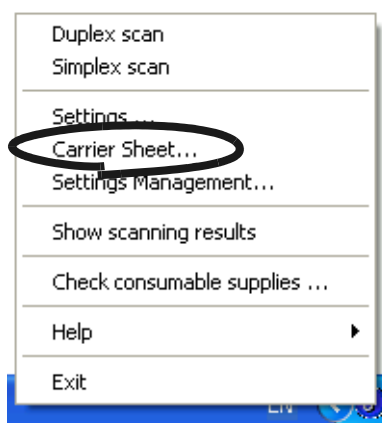 Duplex scan
Simplex scan
Settings ...
Carrier Sheet...
Settings Management...
Show scanning results
Check consumable supplies ...
Help
Exit
EN